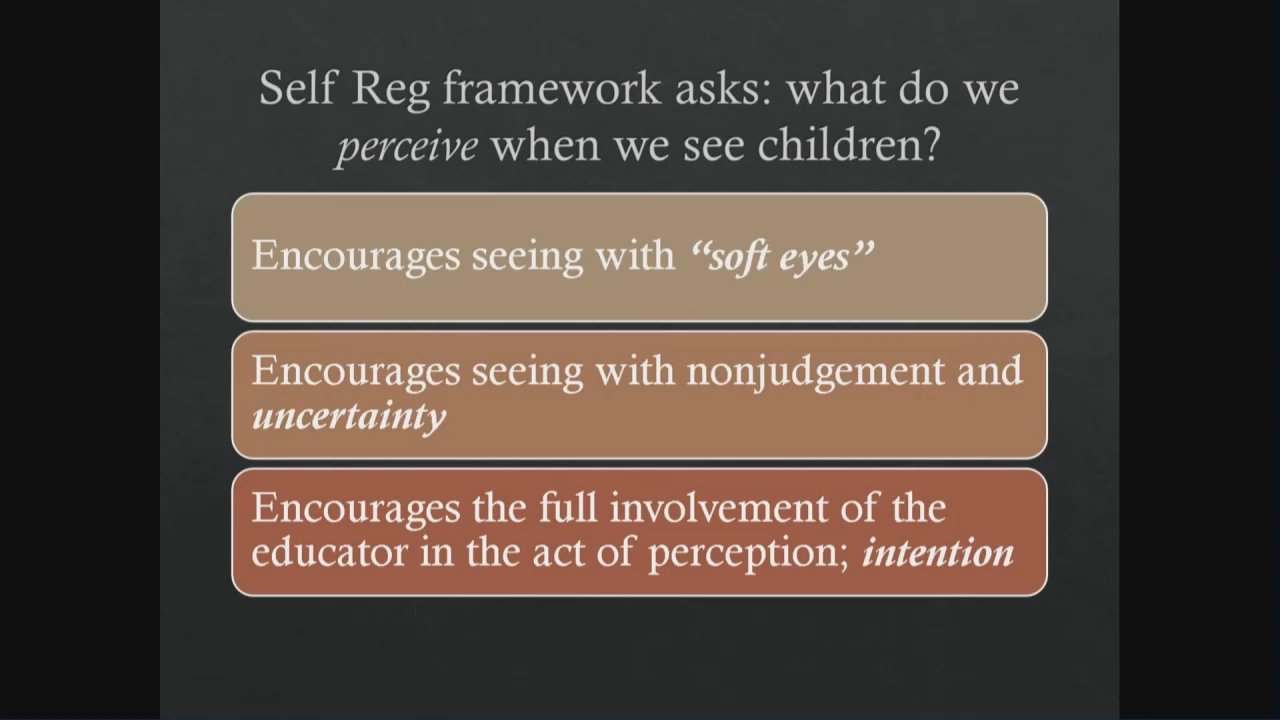 Self Reg framework asks: what do we
perceive when we see children?
Encourages seeing with “soft eyes”
Encourages seeing with nonjudgement and
uncertainty
Encourages the full involvement of the
educator in the act of perception; intention